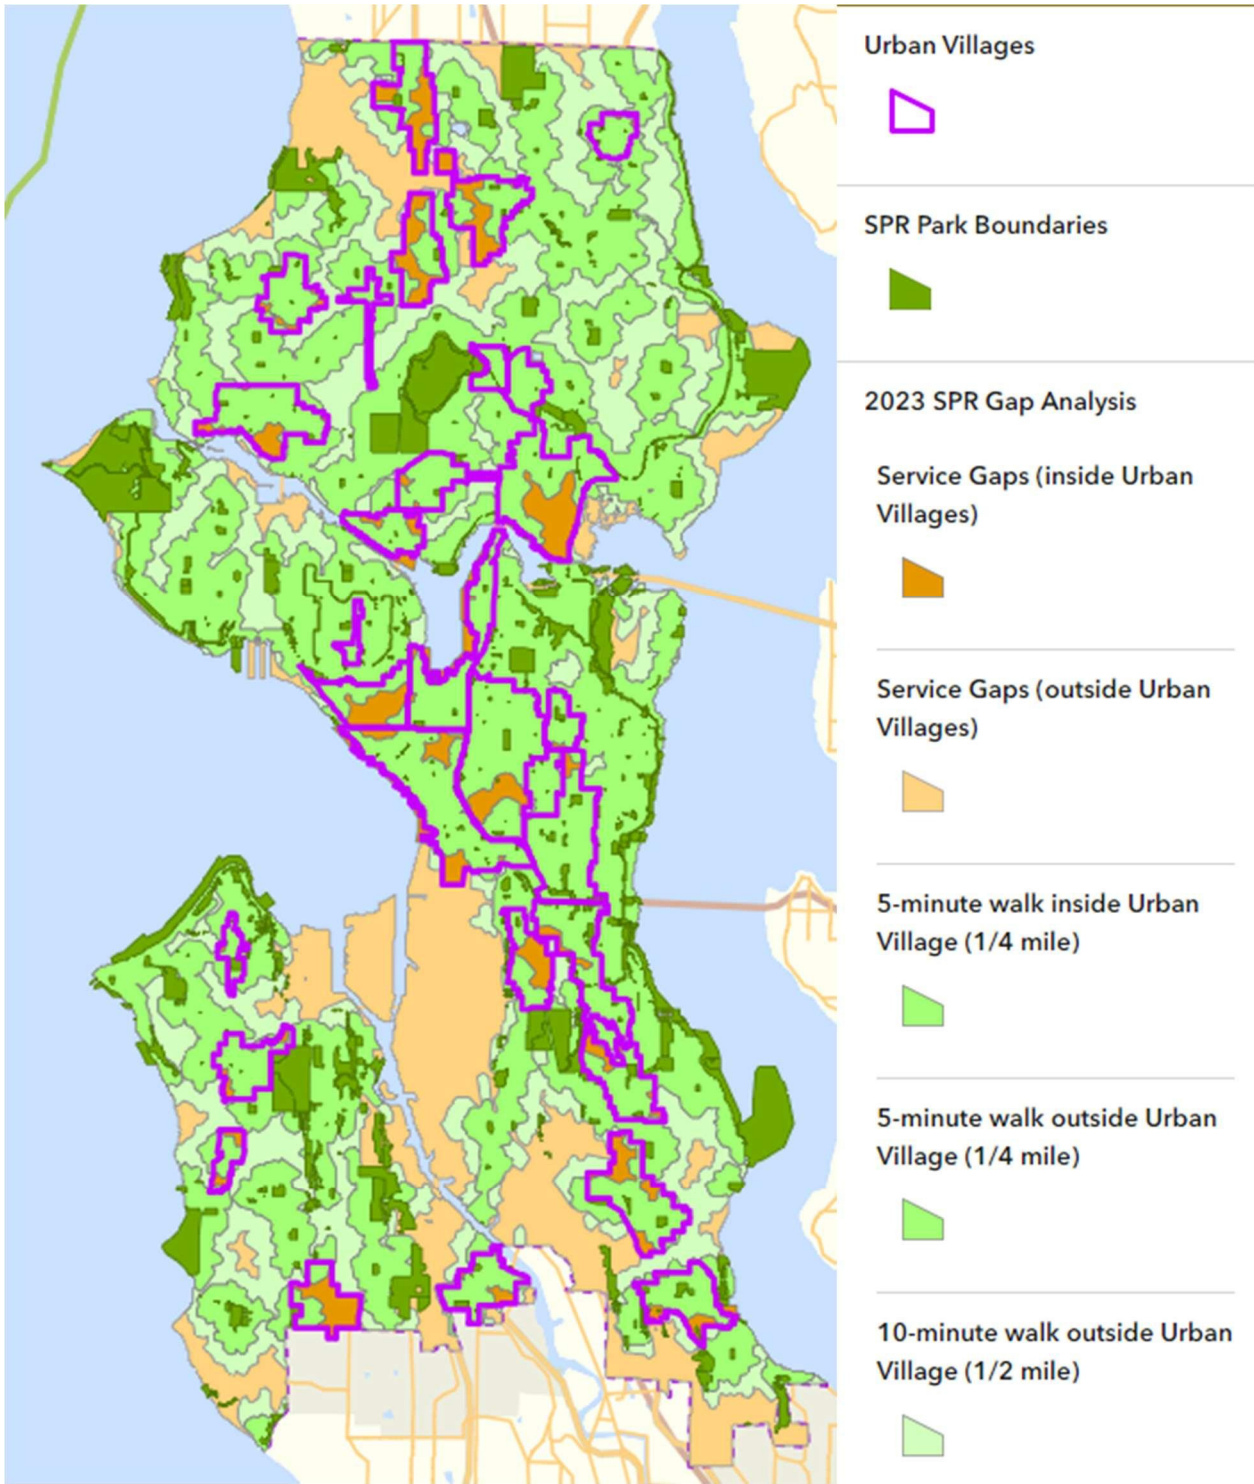 Urban Villages
SPR Park Boundaries
2023 SPR Gap Analysis
Service Gaps (inside Urban
Villages)
Service Gaps (outside Urban
Villages)
5-minute walk inside Urban
Village (1/4 mile)
5-minute walk outside Urban
Village (1/4 mile)
10-minute walk outside Urban
Village (1/2 mile)